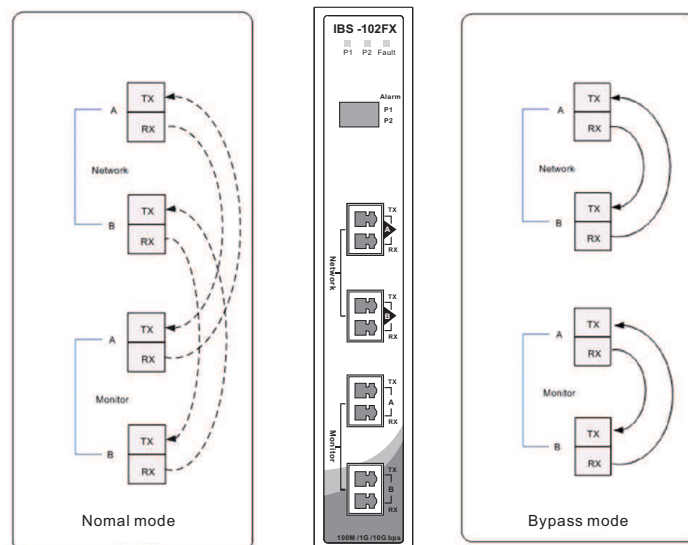 TX
A
RX
Network
TX
B
RX
TX
A
RX
Monitor
TX
B
RX
Nomal mode
IBS -102FX
P1 P2 Fault
Alarm
P1
P2
TX
A
RX
Network
TX
B
RX
TX
A
RX
Monitor
TX
B
RX
100M /1G /10G bps
TX
A
RX
Network
TX
B
RX
TX
A
RX
Monitor
TX
B
RX
Bypass mode